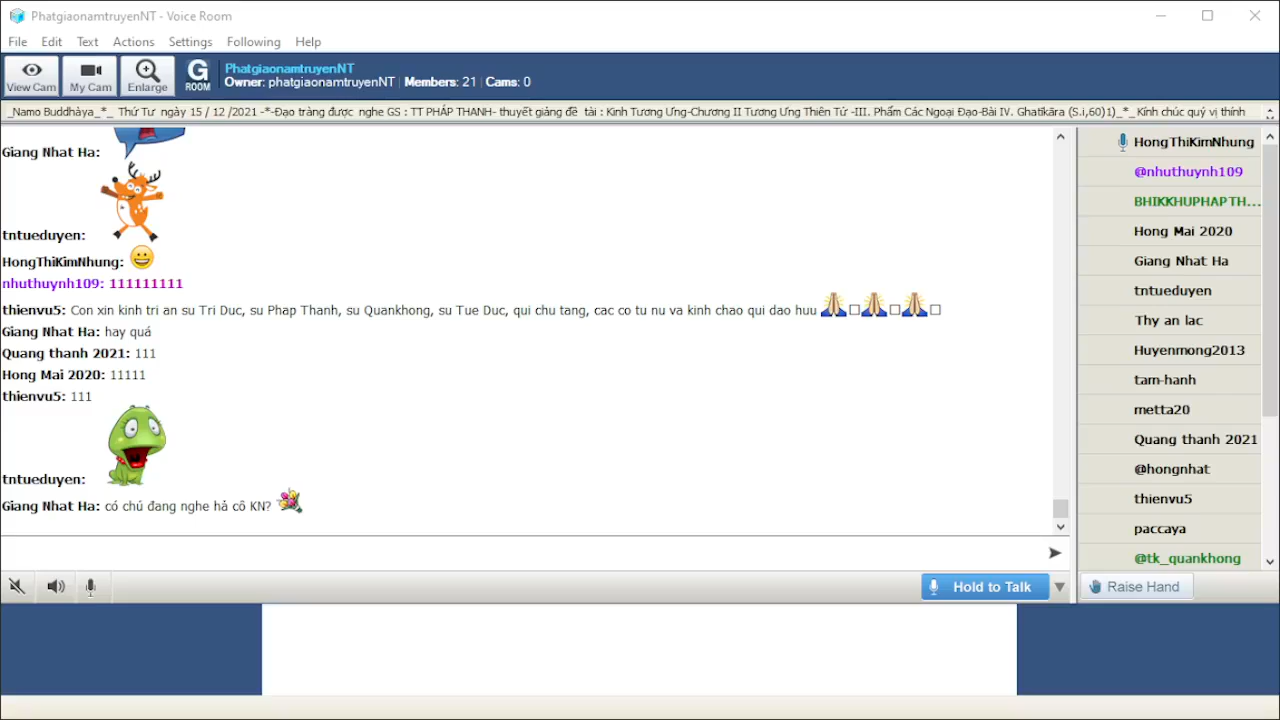 PhatgiaonamtruyenNT - Voice Room
File Edit Text Actions Settings Following Help
View Cam My Cam Enlarge G ROOM
PhatgiaonamtruyenNT
Owner: phatgiaonamtruyenNT Members: 21 Cams: 0
_Namo Buddhàya_*_ Thứ Tư ngày 15 / 12 /2021 -*-Đạo tràng được nghe GS : TT PHÁP THANH- thuyết giảng đề tài : Kinh Tương Ưng-Chương II Tương Ưng Thiên Tử -III. Phẩm Các Ngoại Đạo-Bài IV. Ghatikàra (S.i,60)1)_*_Kính chúc quý vị thính
Giang Nhat Ha:
tntueduyen:
HongThiKimNhung:
nhuthuynh109: 111111111
thienvu5: Con xin kinh tri an su Tri Duc, su Phap Thanh, su Quankhong, su Tue Duc, qui chu tang, cac co tu nu va kinh chao qui dao huu
Giang Nhat Ha: hay quá
Quang thanh 2021: 111
Hong Mai 2020: 11111
thienvu5: 111
tntueduyen:
Giang Nhat Ha: có chú đang nghe hả cô KN?
HongThiKimNhung
@nhuthuynh109
BHIKKHUPHAPTH...
Hong Mai 2020
Giang Nhat Ha
tntueduyen
Thy an lac
Huyenmong2013
tam-hanh
metta20
Quang thanh 2021
@hongnhat
thienvu5
paccaya
@tk_quankhong
Hold to Talk
Raise Hand